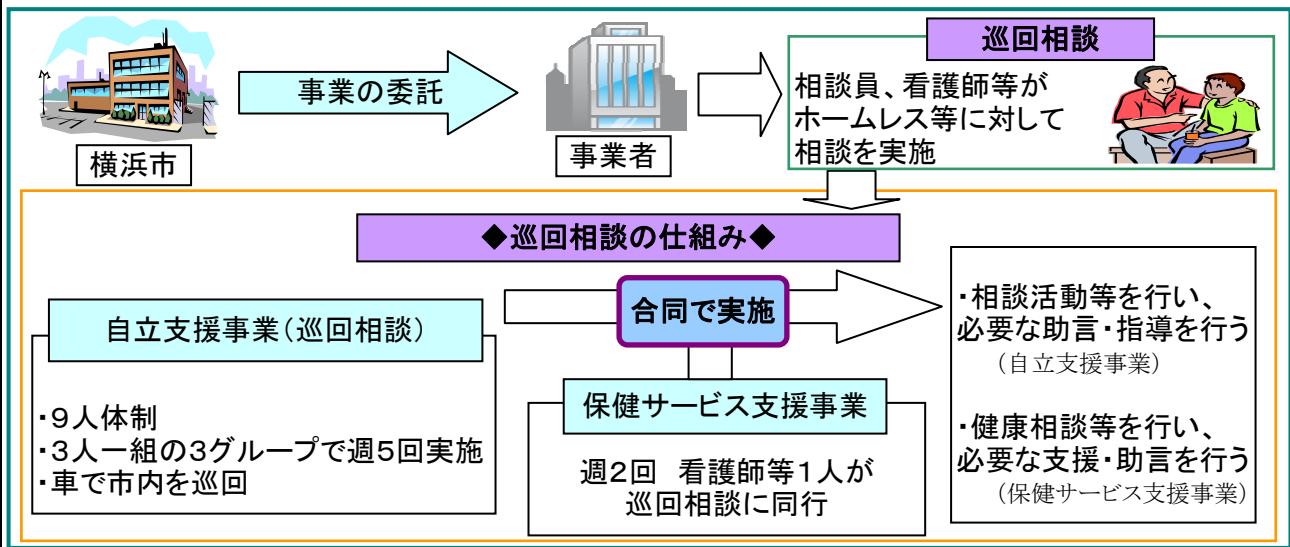 横浜市
事業の委託
事業者
巡回相談
相談員、看護師等が
ホームレス等に対して
相談を実施
◆巡回相談の仕組み◆
自立支援事業(巡回相談)
・9人体制
・3人一組の3グループで週5回実施
・車で市内を巡回
合同で実施
保健サービス支援事業
週2回 看護師等1人が
巡回相談に同行
・相談活動等を行い、
必要な助言・指導を行う
(自立支援事業)
・健康相談等を行い、
必要な支援・助言を行う
(保健サービス支援事業)